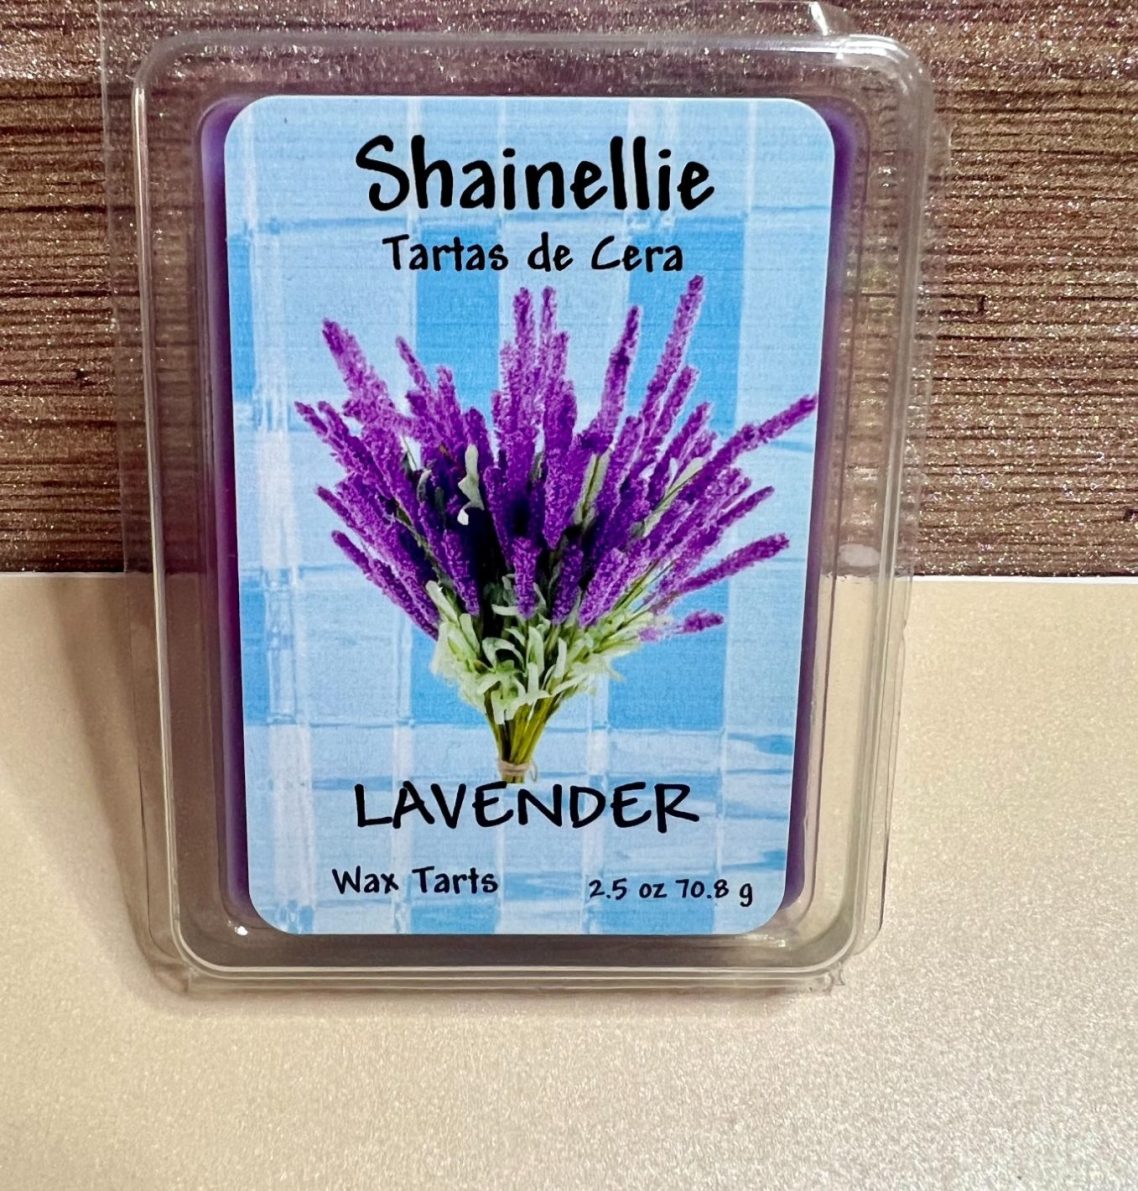 Shainellie
Tartas de Cera
LAVENDER
Wax Tarts
2.5 oz 70.8 g